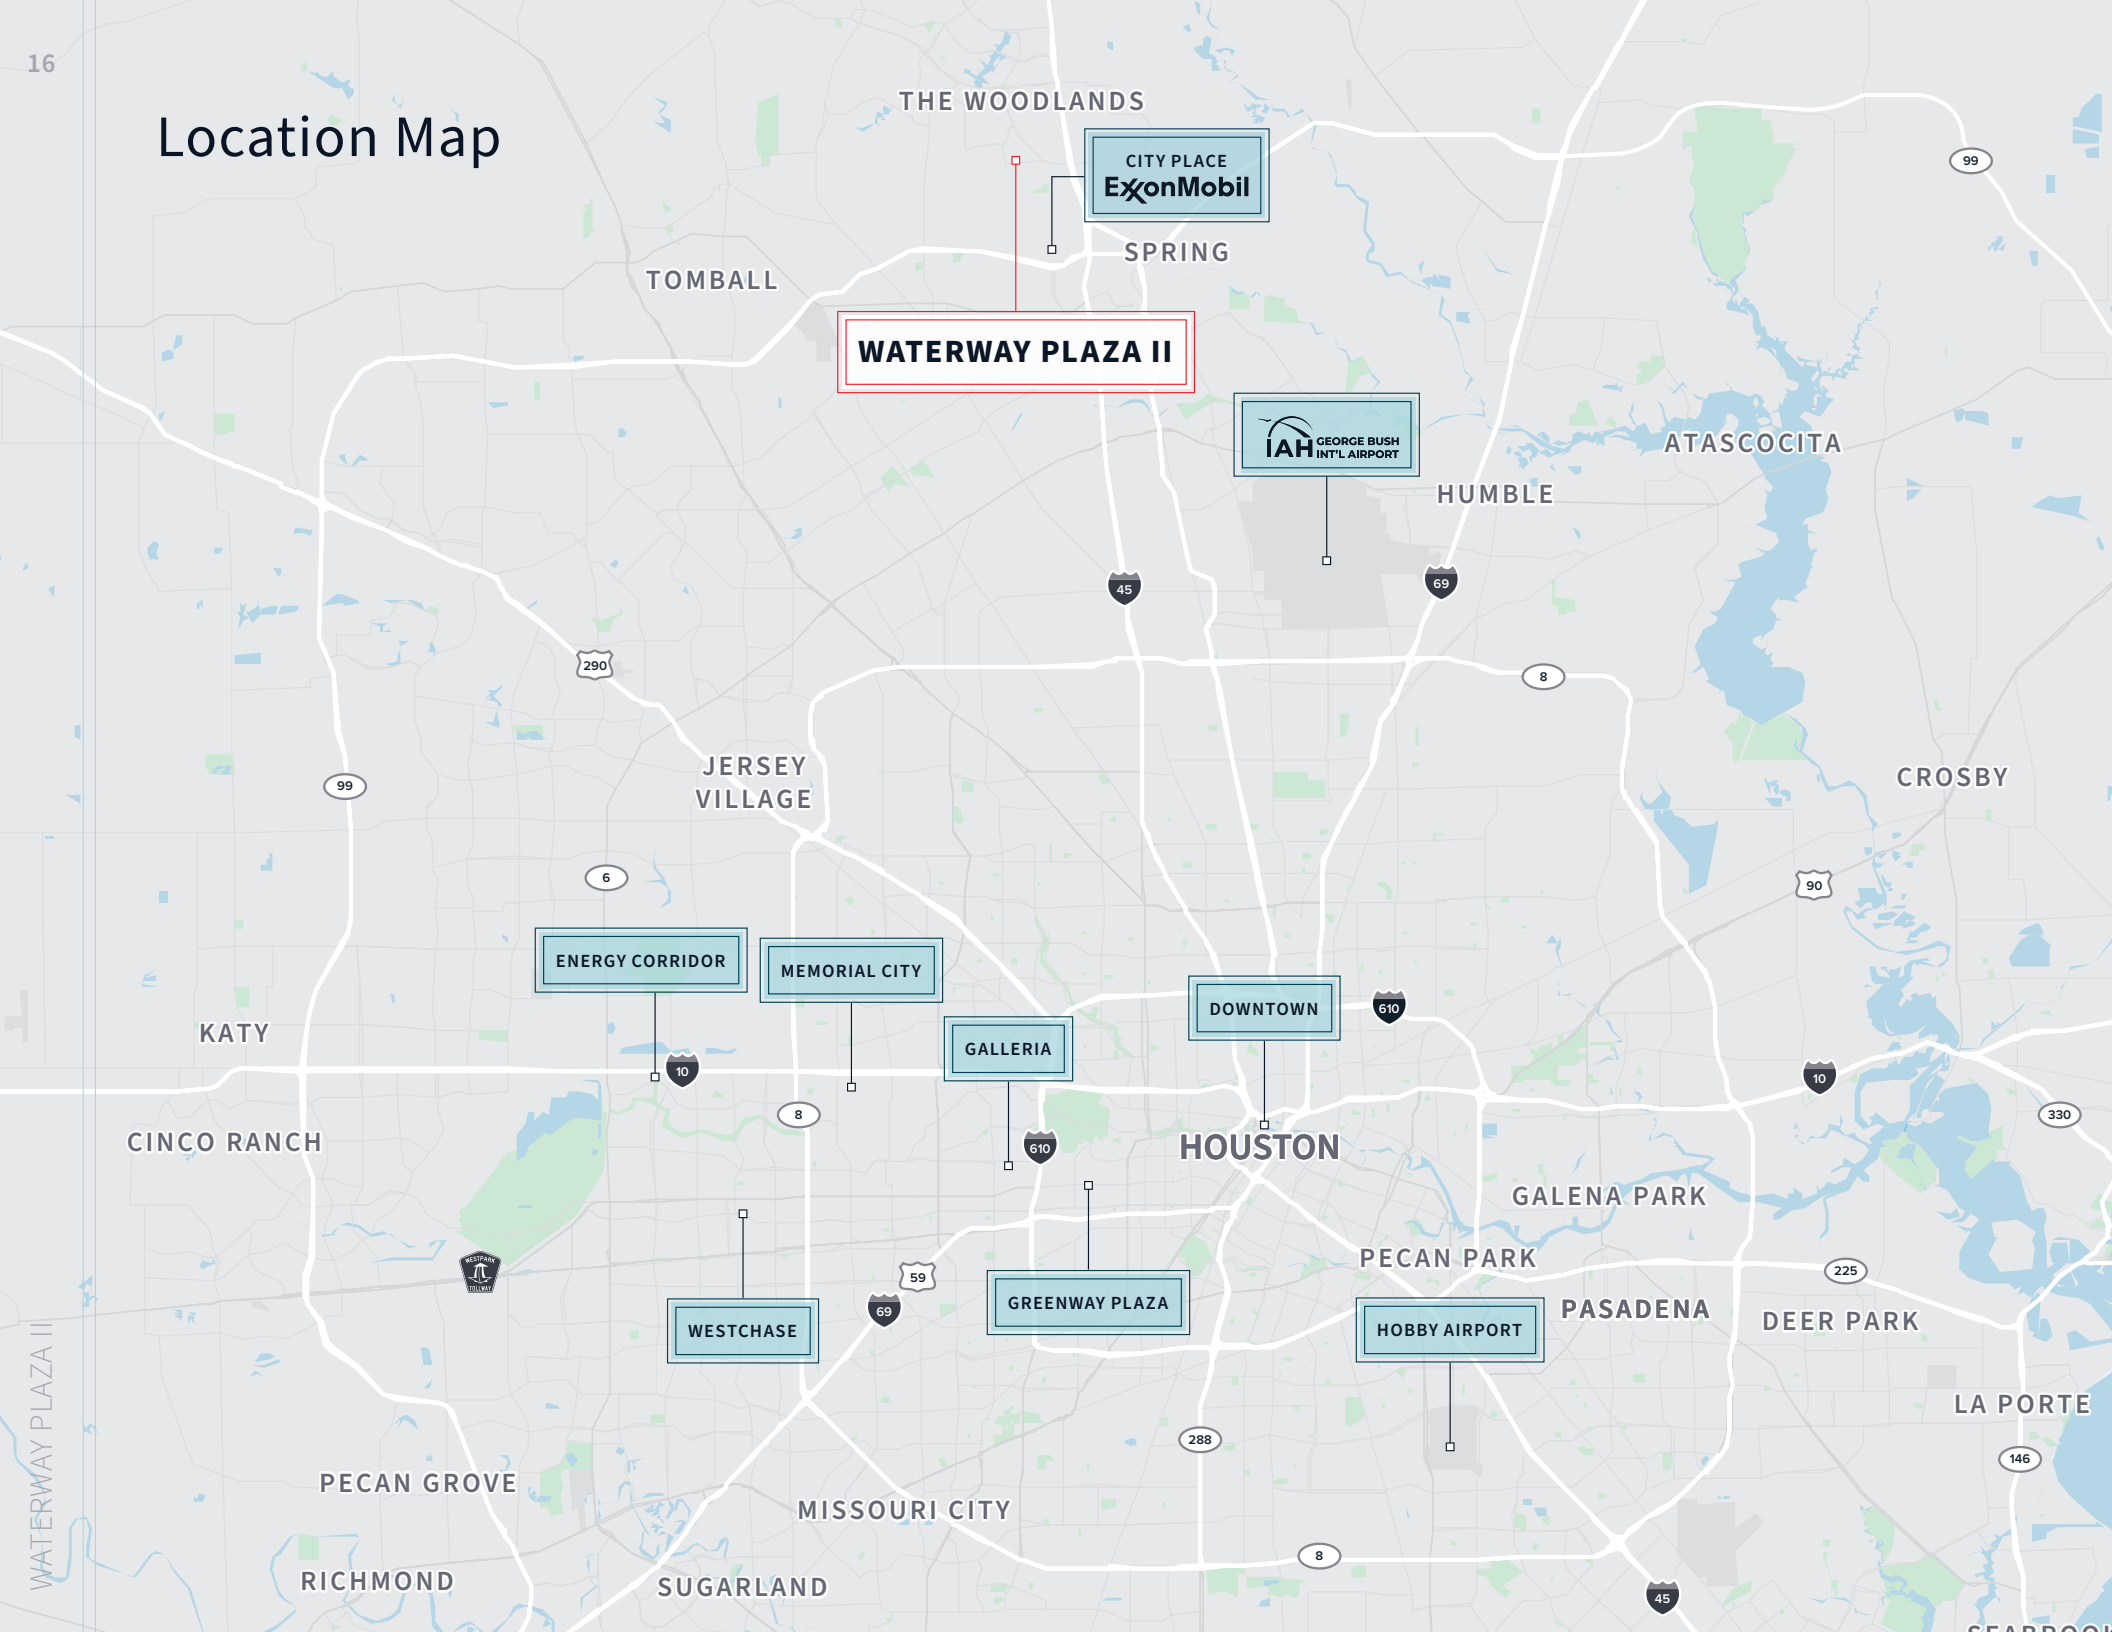 16
Location Map
THE WOODLANDS
CITY PLACE
ExxonMobil
99
SPRING
TOMBALL
WATERWAY PLAZA II
IAH GEORGE BUSH
INT'L AIRPORT
ATASCOCITA
HUMBLE
45
69
290
8
JERSEY
VILLAGE
99
CROSBY
6
90
ENERGY CORRIDOR
MEMORIAL CITY
DOWNTOWN
610
KATY
GALLERIA
10
10
8
330
CINCO RANCH
610
HOUSTON
GALENA PARK
WESTPARK
TOLLWAY
PECAN PARK
59
225
69
GREENWAY PLAZA
PASADENA
DEER PARK
WESTCHASE
HOBBY AIRPORT
LA PORTE
288
146
PECAN GROVE
MISSOURI CITY
8
RICHMOND
SUGARLAND
45
WATERWAY PLAZA II